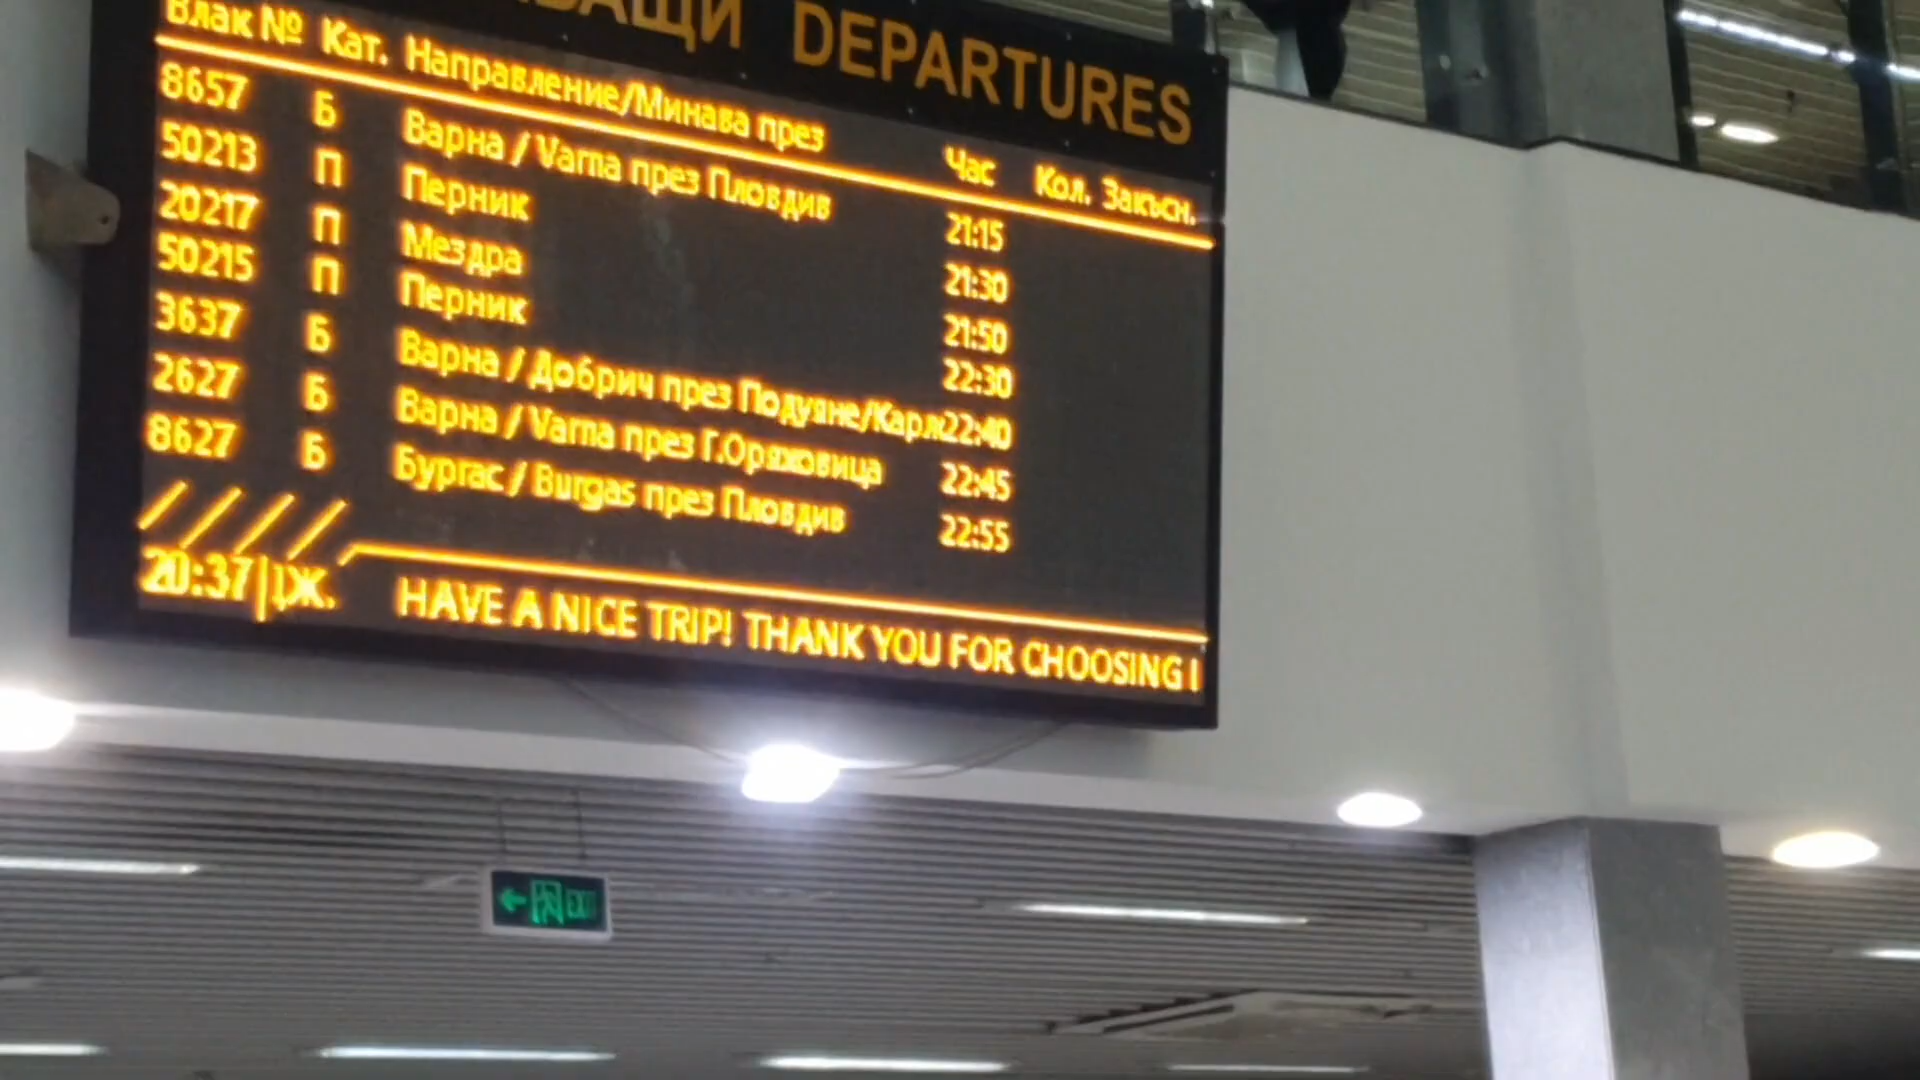 ВАЩИ DEPARTURES
Влак № Кат. Направление/Минава през Час Кол. Закъсн.
8657 Б Варна / Varna през Пловдив 21:15
50213 П Перник 21:30
20217 П Мездра 21:50
50215 П Перник 22:30
3637 Б Варна / Добрич през Подуяне/Карл 22:40
2627 Б Варна / Varna през Г.Оряховица 22:45
8627 Б Бургас / Burgas през Пловдив 22:55
20:37 HAVE A NICE TRIP! THANK YOU FOR CHOOSING
EXIT